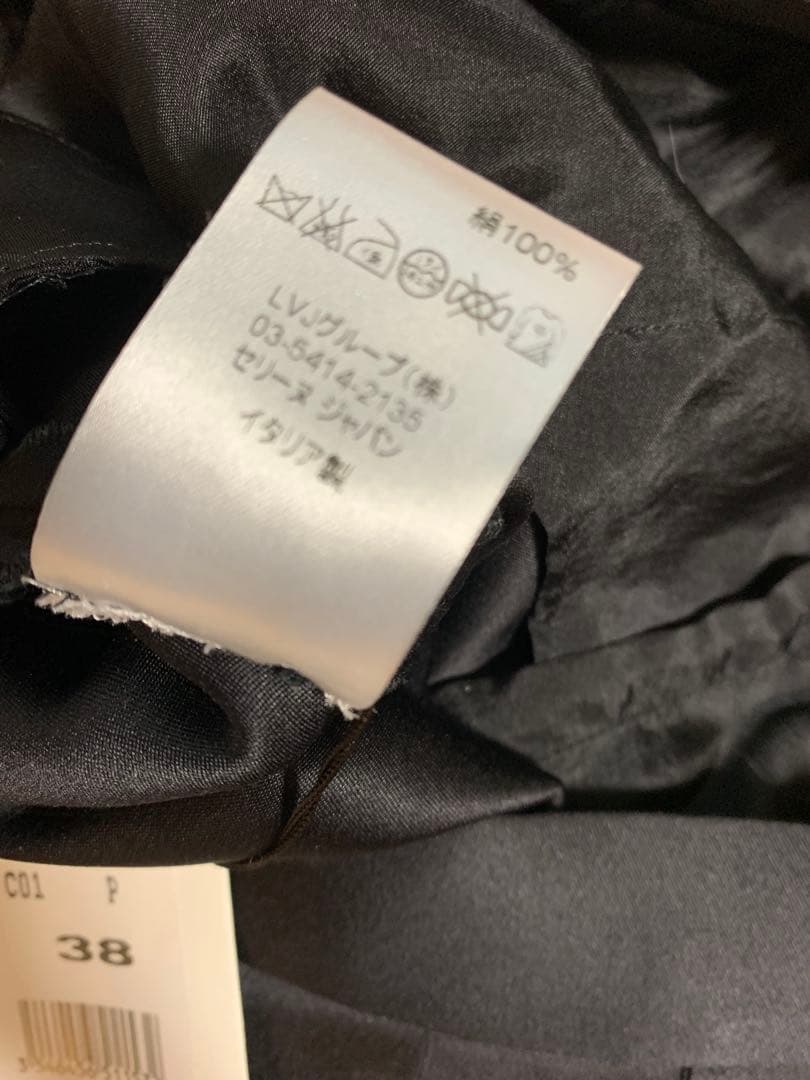 絹100%
LVJグループ(株)
03-5414-2135
セリーヌ ジャパン
イタリア製
C01 P
38